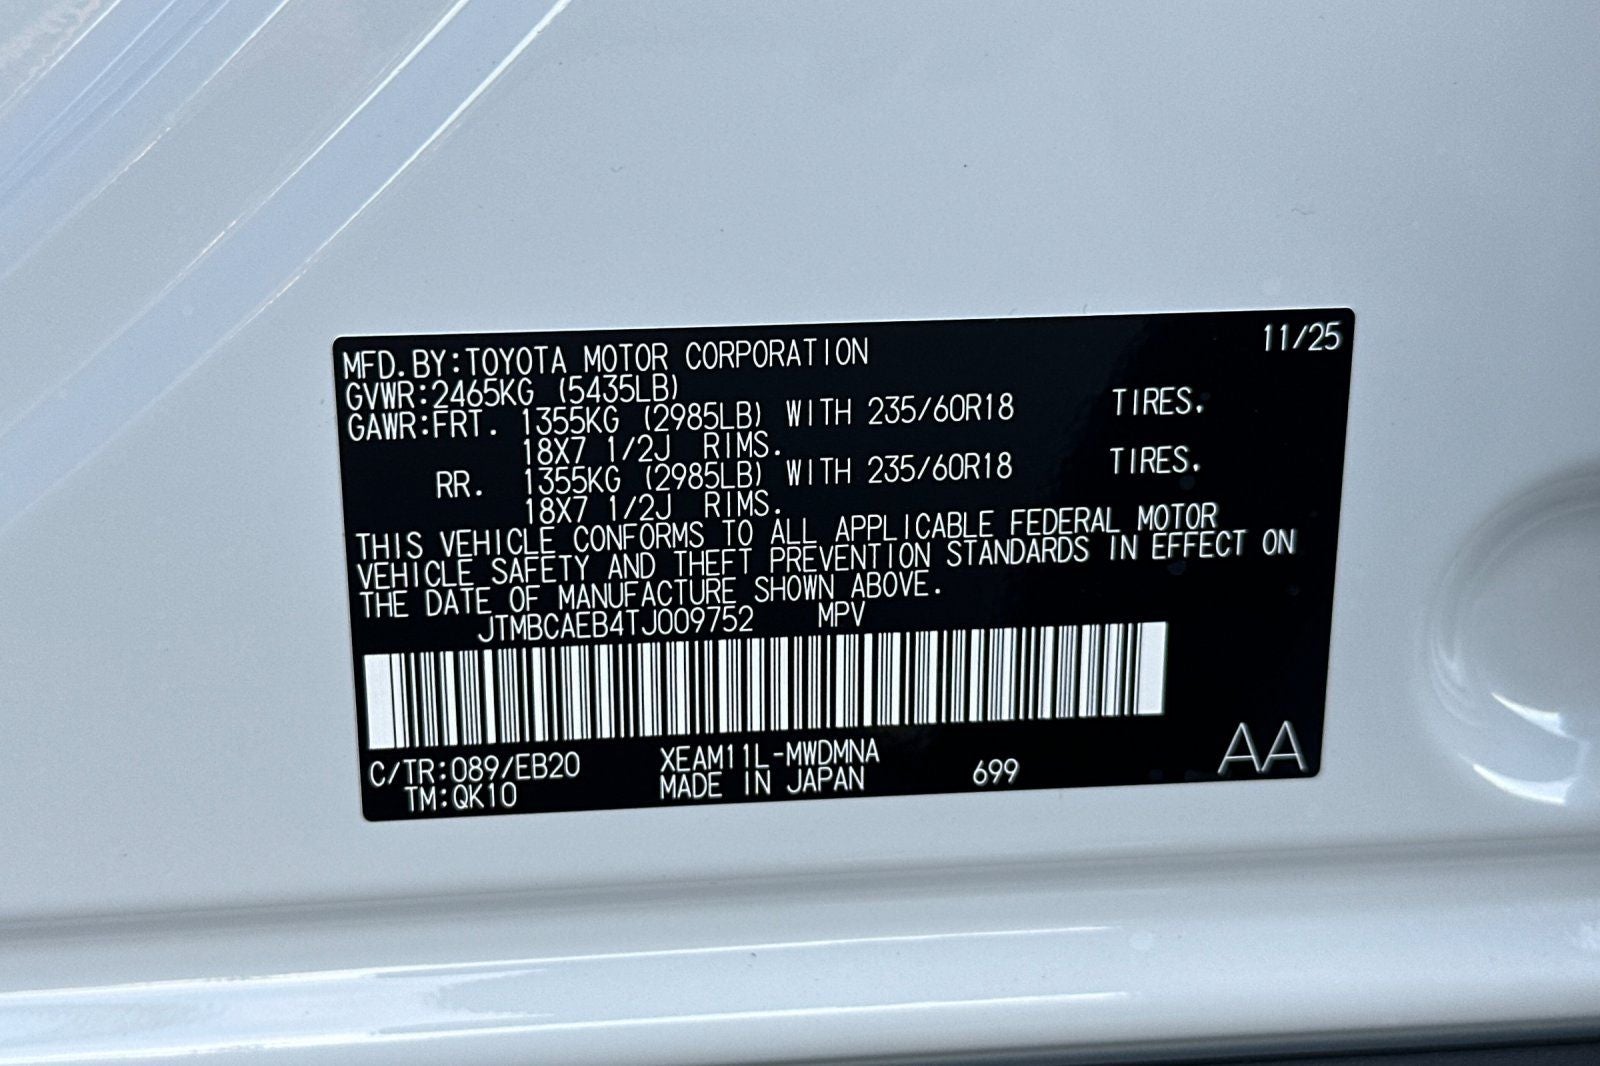 MFD. BY: TOYOTA MOTOR CORPORATION 11/25
GVWR: 2465KG (5435LB)
GAWR: FRT. 1355KG (2985LB) WITH 235/60R18 TIRES.
18X7 1/2J RIMS.
RR. 1355KG (2985LB) WITH 235/60R18 TIRES.
18X7 1/2J RIMS.
THIS VEHICLE CONFORMS TO ALL APPLICABLE FEDERAL MOTOR
VEHICLE SAFETY AND THEFT PREVENTION STANDARDS IN EFFECT ON
THE DATE OF MANUFACTURE SHOWN ABOVE.
JTMBCAEB4TJ009752 MPV
C/TR: 089/EB20 XEAM11L-MWDMNA 699 AA
TM: QK10 MADE IN JAPAN